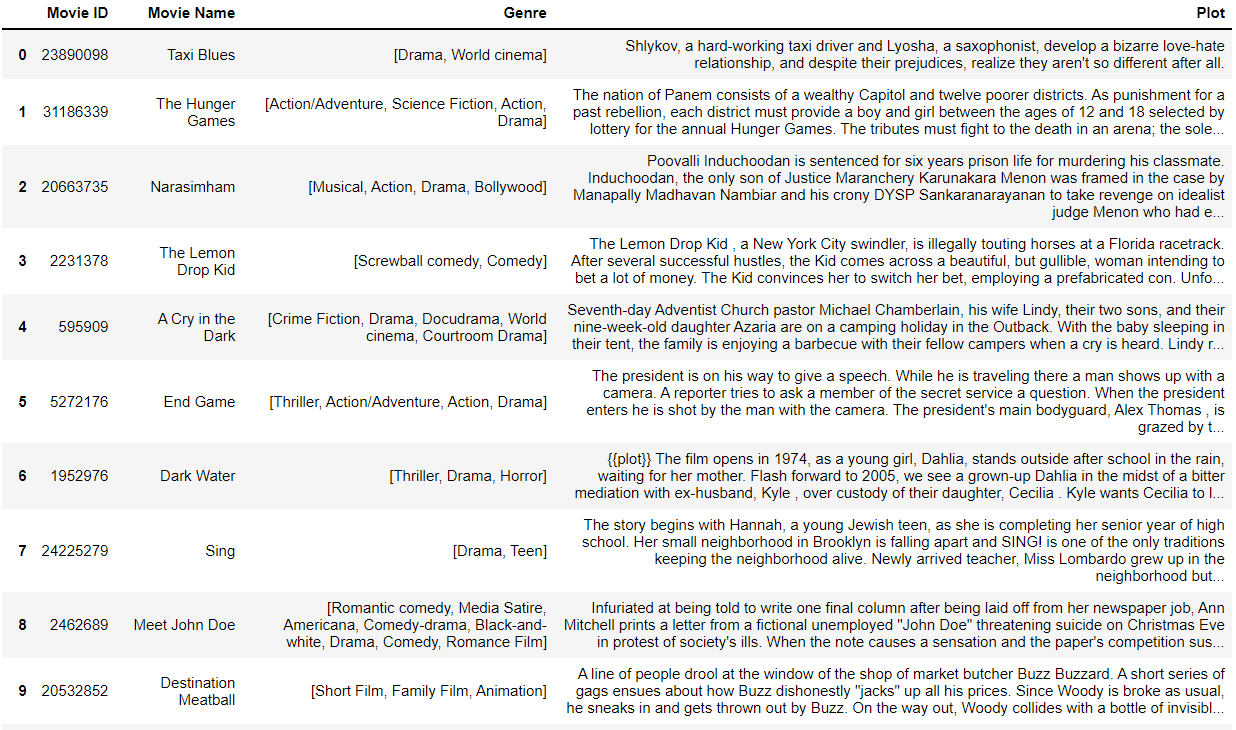 Movie ID Movie Name Genre Plot
0 23890098 Taxi Blues [Drama, World cinema] Shlykov, a hard-working taxi driver and Lyosha, a saxophonist, develop a bizarre love-hate
relationship, and despite their prejudices, realize they aren't so different after all.
1 31186339 The Hunger
Games [Action/Adventure, Science Fiction, Action,
Drama] The nation of Panem consists of a wealthy Capitol and twelve poorer districts. As punishment for a
past rebellion, each district must provide a boy and girl between the ages of 12 and 18 selected by
lottery for the annual Hunger Games. The tributes must fight to the death in an arena; the sole...
2 20663735 Narasimham [Musical, Action, Drama, Bollywood] Poovalli Induchoodan is sentenced for six years prison life for murdering his classmate.
Induchoodan, the only son of Justice Maranchery Karunakara Menon was framed in the case by
Manapally Madhavan Nambiar and his crony DYSP Sankaranarayanan to take revenge on idealist
judge Menon who had e...
3 2231378 The Lemon
Drop Kid [Screwball comedy, Comedy] The Lemon Drop Kid , a New York City swindler, is illegally touting horses at a Florida racetrack.
After several successful hustles, the Kid comes across a beautiful, but gullible, woman intending to
bet a lot of money. The Kid convinces her to switch her bet, employing a prefabricated con. Unfo...
4 595909 A Cry in the
Dark [Crime Fiction, Drama, Docudrama, World
cinema, Courtroom Drama] Seventh-day Adventist Church pastor Michael Chamberlain, his wife Lindy, their two sons, and their
nine-week-old daughter Azaria are on a camping holiday in the Outback. With the baby sleeping in
their tent, the family is enjoying a barbecue with their fellow campers when a cry is heard. Lindy r...
5 5272176 End Game [Thriller, Action/Adventure, Action, Drama] The president is on his way to give a speech. While he is traveling there a man shows up with a
camera. A reporter tries to ask a member of the secret service a question. When the president
enters he is shot by the man with the camera. The president's main bodyguard, Alex Thomas , is
grazed by t...
6 1952976 Dark Water [Thriller, Drama, Horror] {{plot}} The film opens in 1974, as a young girl, Dahlia, stands outside after school in the rain,
waiting for her mother. Flash forward to 2005, we see a grown-up Dahlia in the midst of a bitter
mediation with ex-husband, Kyle , over custody of their daughter, Cecilia . Kyle wants Cecilia to l...
7 24225279 Sing [Drama, Teen] The story begins with Hannah, a young Jewish teen, as she is completing her senior year of high
school. Her small neighborhood in Brooklyn is falling apart and SING! is one of the only traditions
keeping the neighborhood alive. Newly arrived teacher, Miss Lombardo grew up in the
neighborhood but...
8 2462689 Meet John Doe [Romantic comedy, Media Satire,
Americana, Comedy-drama, Black-and-
white, Drama, Comedy, Romance Film] Infuriated at being told to write one final column after being laid off from her newspaper job, Ann
Mitchell prints a letter from a fictional unemployed "John Doe" threatening suicide on Christmas Eve
in protest of society's ills. When the note causes a sensation and the paper's competition sus...
9 20532852 Destination
Meatball [Short Film, Family Film, Animation] A line of people drool at the window of the shop of market butcher Buzz Buzzard. A short series of
gags ensues about how Buzz dishonestly "jacks" up all his prices. Since Woody is broke as usual,
he sneaks in and gets thrown out by Buzz. On the way out, Woody collides with a bottle of invisibl...